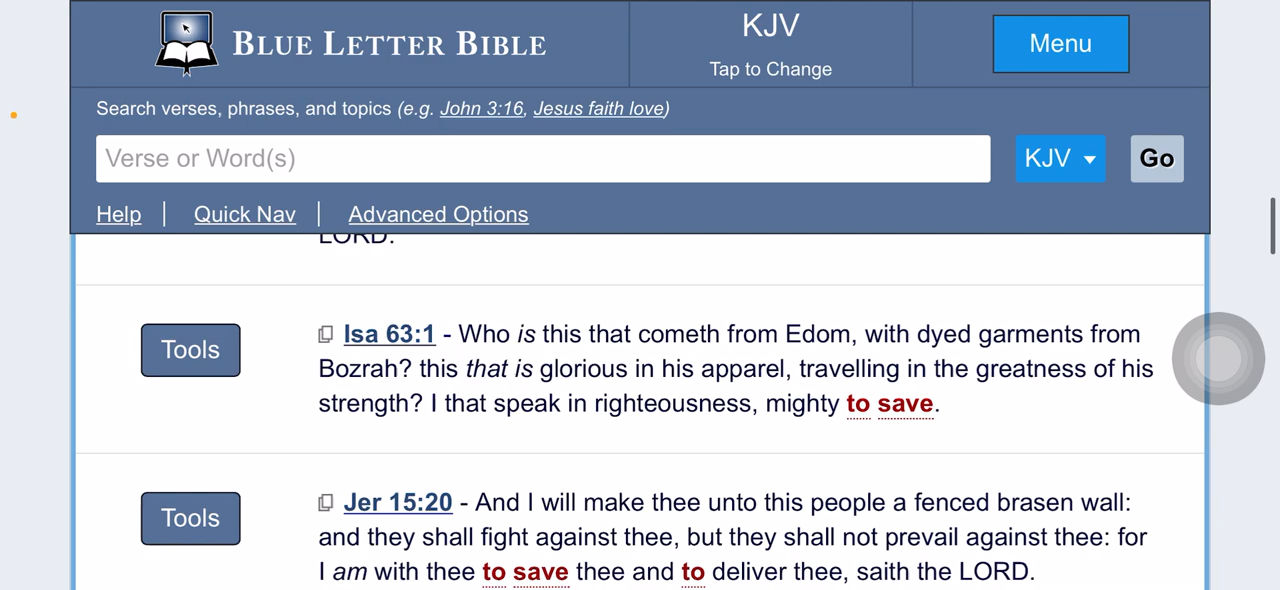 BLUE LETTER BIBLE
KJV
Tap to Change
Menu
Search verses, phrases, and topics (e.g. John 3:16, Jesus faith love)
Verse or Word(s)
KJV
Go
Help | Quick Nav | Advanced Options
LORD.
Tools
Isa 63:1 - Who is this that cometh from Edom, with dyed garments from
Bozrah? this that is glorious in his apparel, travelling in the greatness of his
strength? I that speak in righteousness, mighty to save.
Tools
Jer 15:20 - And I will make thee unto this people a fenced brasen wall:
and they shall fight against thee, but they shall not prevail against thee: for
I am with thee to save thee and to deliver thee, saith the LORD.